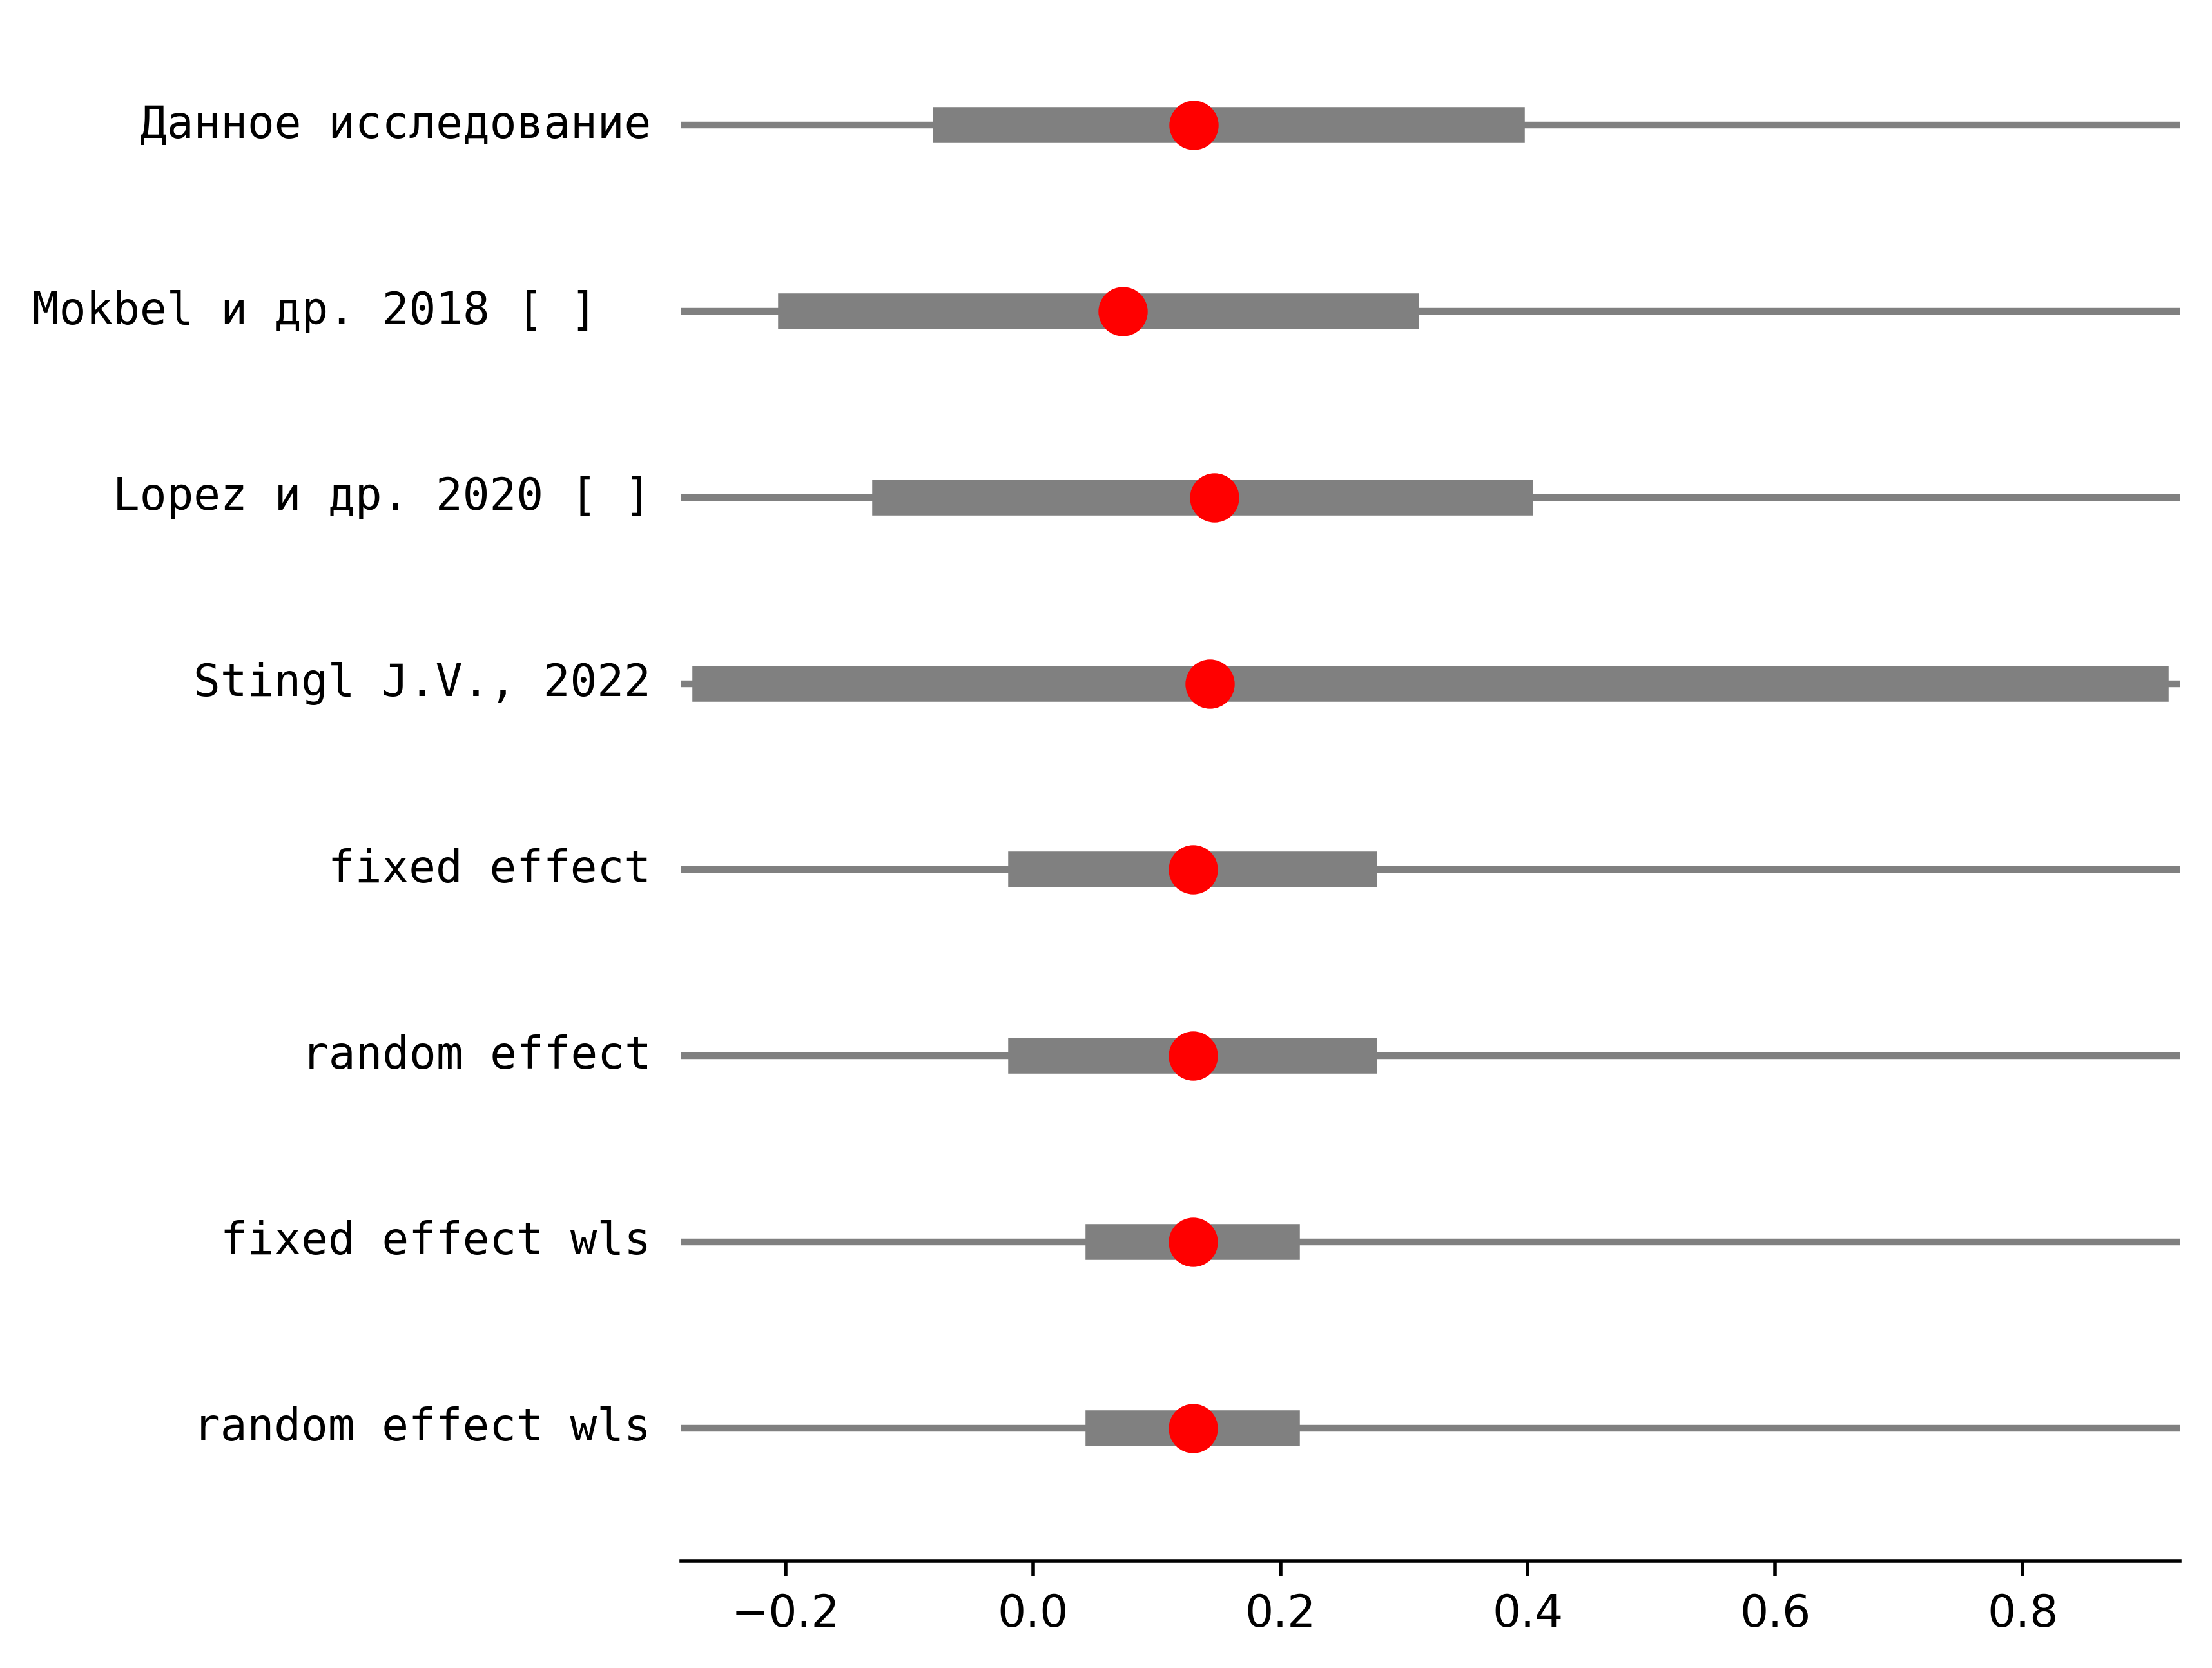 Данное исследование
Mokbel и др. 2018 [ ]
Lopez и др. 2020 [ ]
Stingl J.V., 2022
fixed effect
random effect
fixed effect wls
random effect wls
−0.2 0.0 0.2 0.4 0.6 0.8